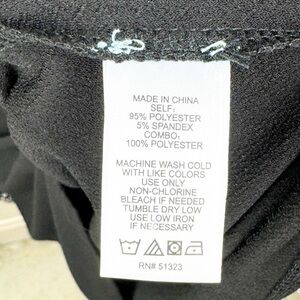 MADE IN CHINA
SELF:
95% POLYESTER
5% SPANDEX
COMBO:
100% POLYESTER
MACHINE WASH COLD
WITH LIKE COLORS
USE ONLY
NON-CHLORINE
BLEACH IF NEEDED
TUMBLE DRY LOW
USE LOW IRON
IF NECESSARY
RN# 51323